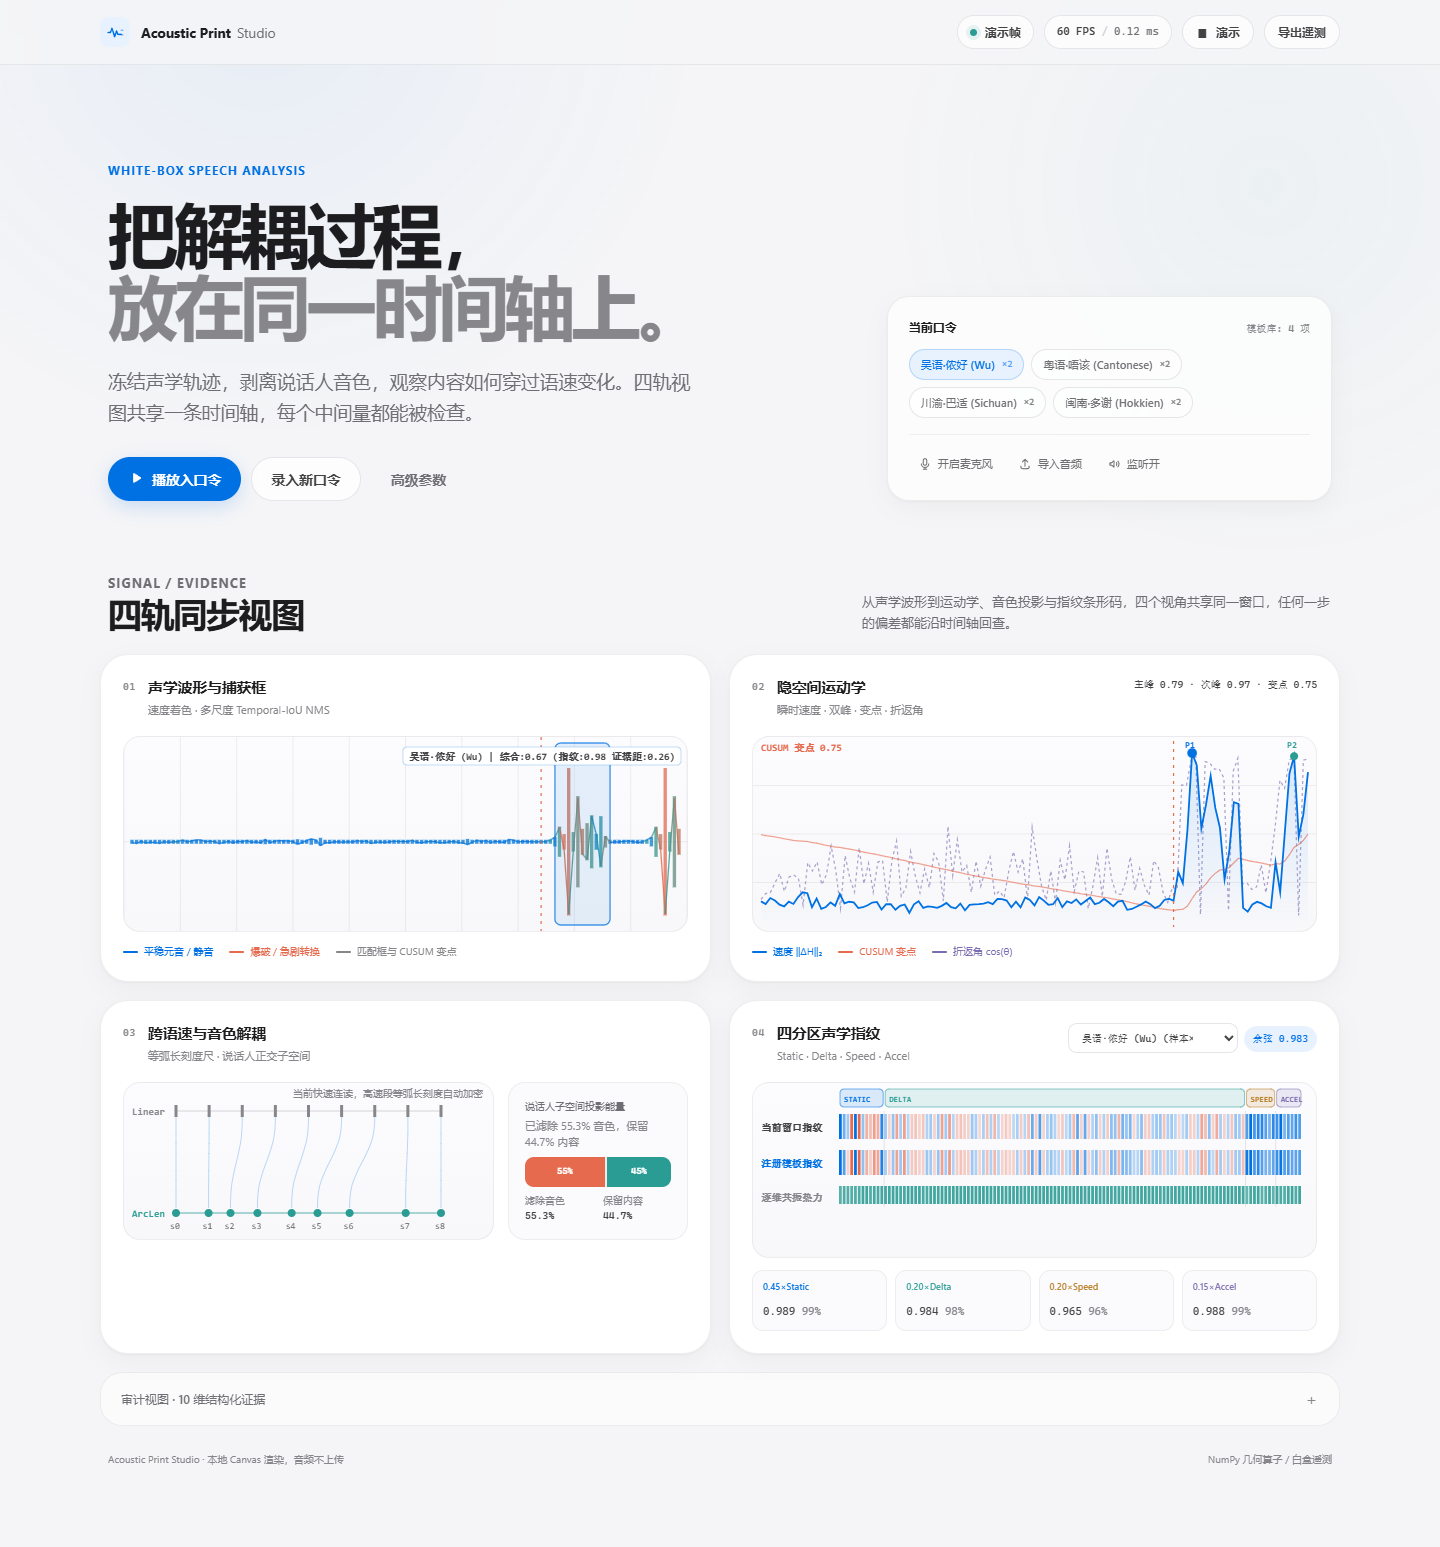 Acoustic Print Studio
演示帧
60 FPS / 0.12 ms
演示
导出遥测
WHITE-BOX SPEECH ANALYSIS
把解耦过程，
放在同一时间轴上。
冻结声学轨迹，剥离说话人音色，观察内容如何穿过语速变化。四轨视
图共享一条时间轴，每个中间量都能被检查。
播放入口令
录入新口令
高级参数
当前口令
模板库: 4 项
吴语·侬好 (Wu) ×2
粤语·唔该 (Cantonese) ×2
川渝·巴适 (Sichuan) ×2
闽南·多谢 (Hokkien) ×2
开启麦克风
导入音频
监听开
SIGNAL / EVIDENCE
四轨同步视图
从声学波形到运动学、音色投影与指纹条形码，四个视角共享同一窗口，任何一步
的偏差都能沿时间轴回查。
01 声学波形与捕获框
速度着色 · 多尺度 Temporal-IoU NMS
吴语·侬好 (Wu) | 综合:0.67 (指纹:0.98 证据距:0.26)
平稳元音 / 静音
爆破 / 急剧转换
匹配框与 CUSUM 变点
02 隐空间运动学
瞬时速度 · 双峰 · 变点 · 折返角
主峰 0.79 · 次峰 0.97 · 变点 0.75
CUSUM 变点 0.75
P1
P2
速度 ||ΔH||₂
CUSUM 变点
折返角 cos(θ)
03 跨语速与音色解耦
等弧长刻度尺 · 说话人正交子空间
当前快速连读，高速段等弧长刻度自动加密
Linear
ArcLen
s0 s1 s2 s3 s4 s5 s6 s7 s8
说话人子空间投影能量
已滤除 55.3% 音色，保留
44.7% 内容
55%
45%
滤除音色
保留内容
55.3%
44.7%
04 四分区声学指纹
Static · Delta · Speed · Accel
吴语·侬好 (Wu) (样本×
余弦 0.983
STATIC
DELTA
SPEED
ACCEL
当前窗口指纹
注册模板指纹
逐维共振热力
0.45×Static
0.989 99%
0.20×Delta
0.984 98%
0.20×Speed
0.965 96%
0.15×Accel
0.988 99%
审计视图 · 10 维结构化证据
+
Acoustic Print Studio · 本地 Canvas 渲染，音频不上传
NumPy 几何算子 / 白盒遥测